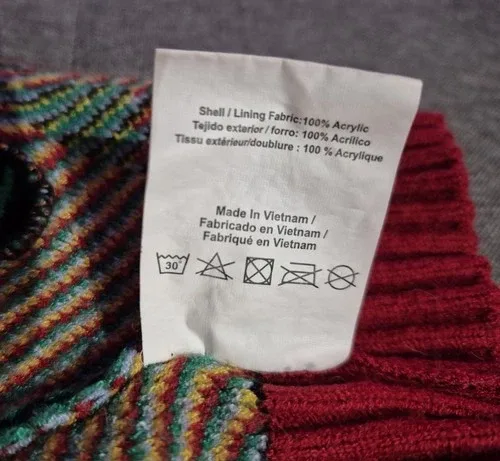 Shell / Lining Fabric:100% Acrylic
Tejido exterior / forro: 100% Acrílico
Tissu extérieur/doublure : 100 % Acrylique
Made In Vietnam /
Fabricado en Vietnam /
Fabriqué en Vietnam
30°